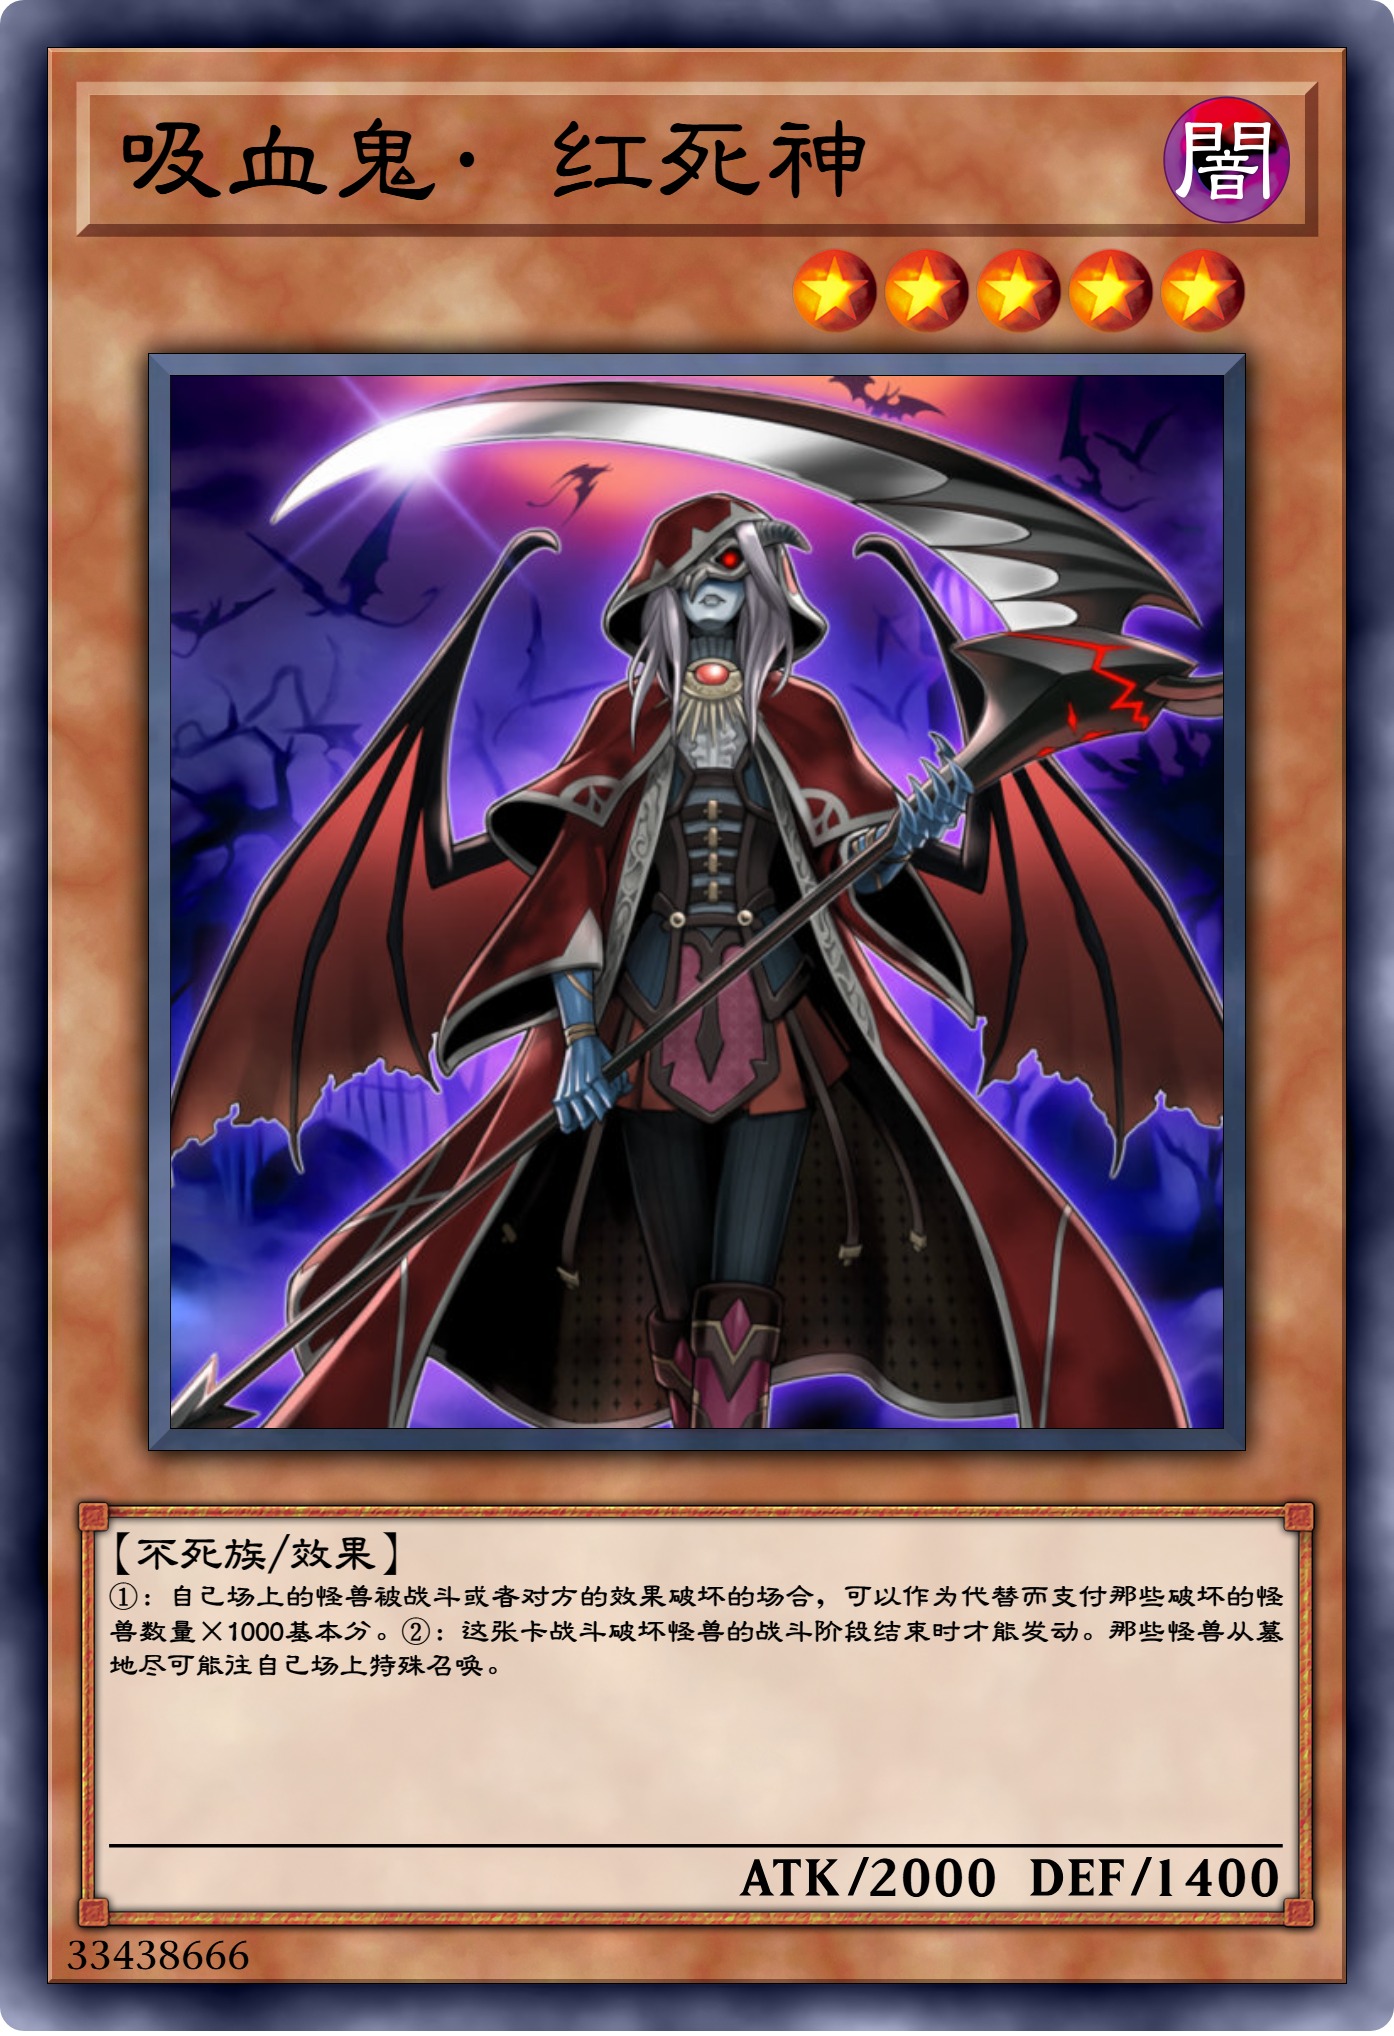 吸血鬼· 红死神
闇
【不死族/效果】
①：自己场上的怪兽被战斗或者对方的效果破坏的场合，可以作为代替而支付那些破坏的怪
兽数量×1000基本分。②：这张卡战斗破坏怪兽的战斗阶段结束时才能发动。那些怪兽从墓
地尽可能往自己场上特殊召唤。
ATK/2000 DEF/1400
33438666